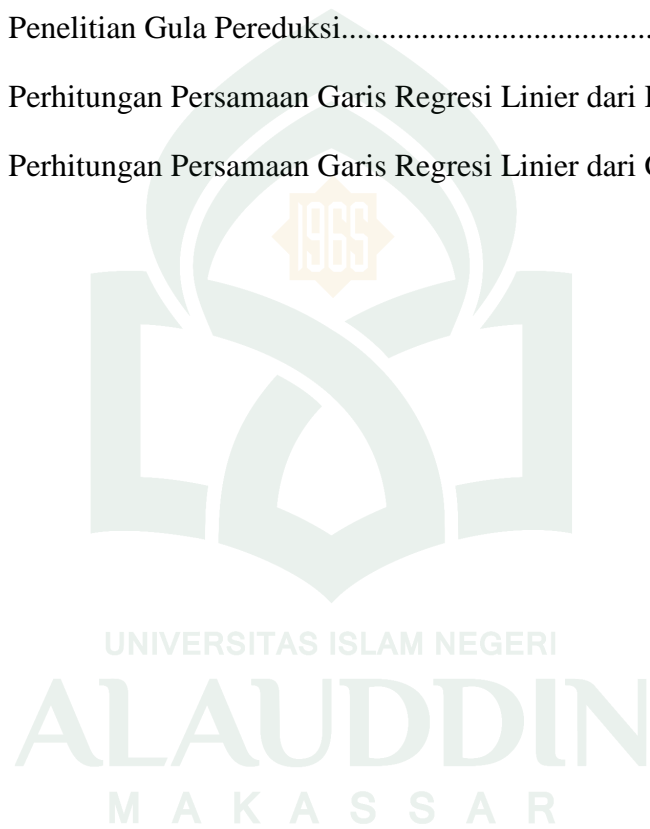 Penelitian Gula Pereduksi....................................
Perhitungan Persamaan Garis Regresi Linier dari
Perhitungan Persamaan Garis Regresi Linier dari
1965
UNIVERSITAS ISLAM NEGERI
ALAUDDIN
MAKASSAR